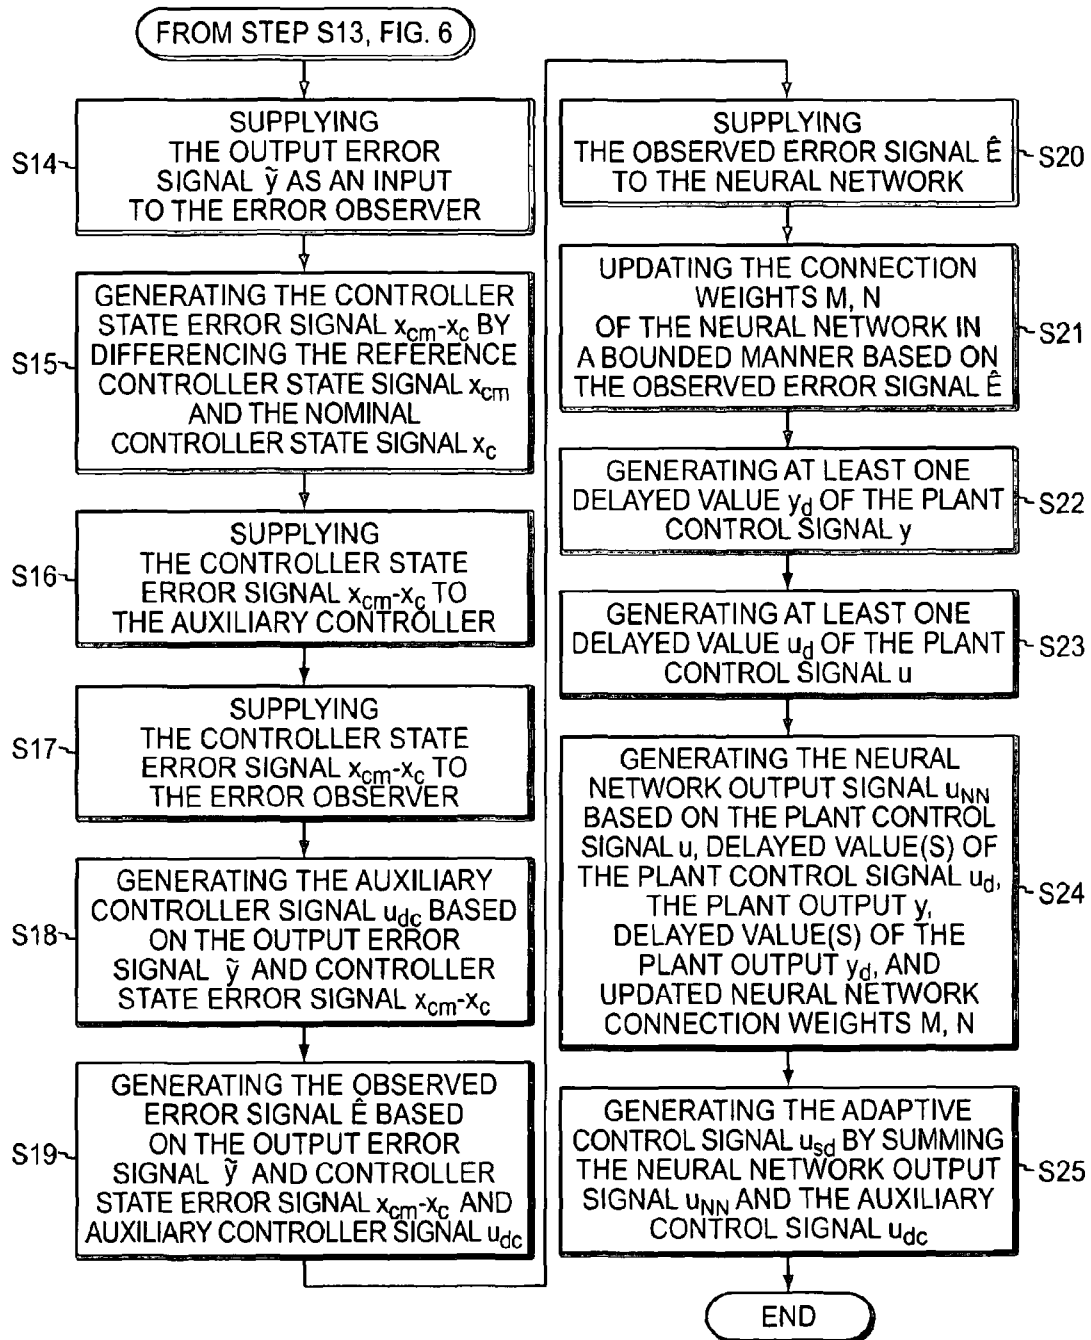 FROM STEP S13, FIG. 6
S14
SUPPLYING
THE OUTPUT ERROR
SIGNAL ỹ AS AN INPUT
TO THE ERROR OBSERVER
S15
GENERATING THE CONTROLLER
STATE ERROR SIGNAL xcm-xc BY
DIFFERENCING THE REFERENCE
CONTROLLER STATE SIGNAL xcm
AND THE NOMINAL
CONTROLLER STATE SIGNAL xc
S16
SUPPLYING
THE CONTROLLER STATE
ERROR SIGNAL xcm-xc TO
THE AUXILIARY CONTROLLER
S17
SUPPLYING
THE CONTROLLER STATE
ERROR SIGNAL xcm-xc TO
THE ERROR OBSERVER
S18
GENERATING THE AUXILIARY
CONTROLLER SIGNAL udc BASED
ON THE OUTPUT ERROR
SIGNAL ỹ AND CONTROLLER
STATE ERROR SIGNAL xcm-xc
S19
GENERATING THE OBSERVED
ERROR SIGNAL Ê BASED
ON THE OUTPUT ERROR
SIGNAL ỹ AND CONTROLLER
STATE ERROR SIGNAL xcm-xc AND
AUXILIARY CONTROLLER SIGNAL udc
SUPPLYING
THE OBSERVED ERROR SIGNAL Ê
TO THE NEURAL NETWORK
S20
UPDATING THE CONNECTION
WEIGHTS M, N
OF THE NEURAL NETWORK IN
A BOUNDED MANNER BASED ON
THE OBSERVED ERROR SIGNAL Ê
S21
GENERATING AT LEAST ONE
DELAYED VALUE yd OF THE PLANT
CONTROL SIGNAL y
S22
GENERATING AT LEAST ONE
DELAYED VALUE ud OF THE PLANT
CONTROL SIGNAL u
S23
GENERATING THE NEURAL
NETWORK OUTPUT SIGNAL uNN
BASED ON THE PLANT CONTROL
SIGNAL u, DELAYED VALUE(S) OF
THE PLANT CONTROL SIGNAL ud,
THE PLANT OUTPUT y,
DELAYED VALUE(S) OF THE
PLANT OUTPUT yd, AND
UPDATED NEURAL NETWORK
CONNECTION WEIGHTS M, N
S24
GENERATING THE ADAPTIVE
CONTROL SIGNAL usd BY SUMMING
THE NEURAL NETWORK OUTPUT
SIGNAL uNN AND THE AUXILIARY
CONTROL SIGNAL udc
S25
END